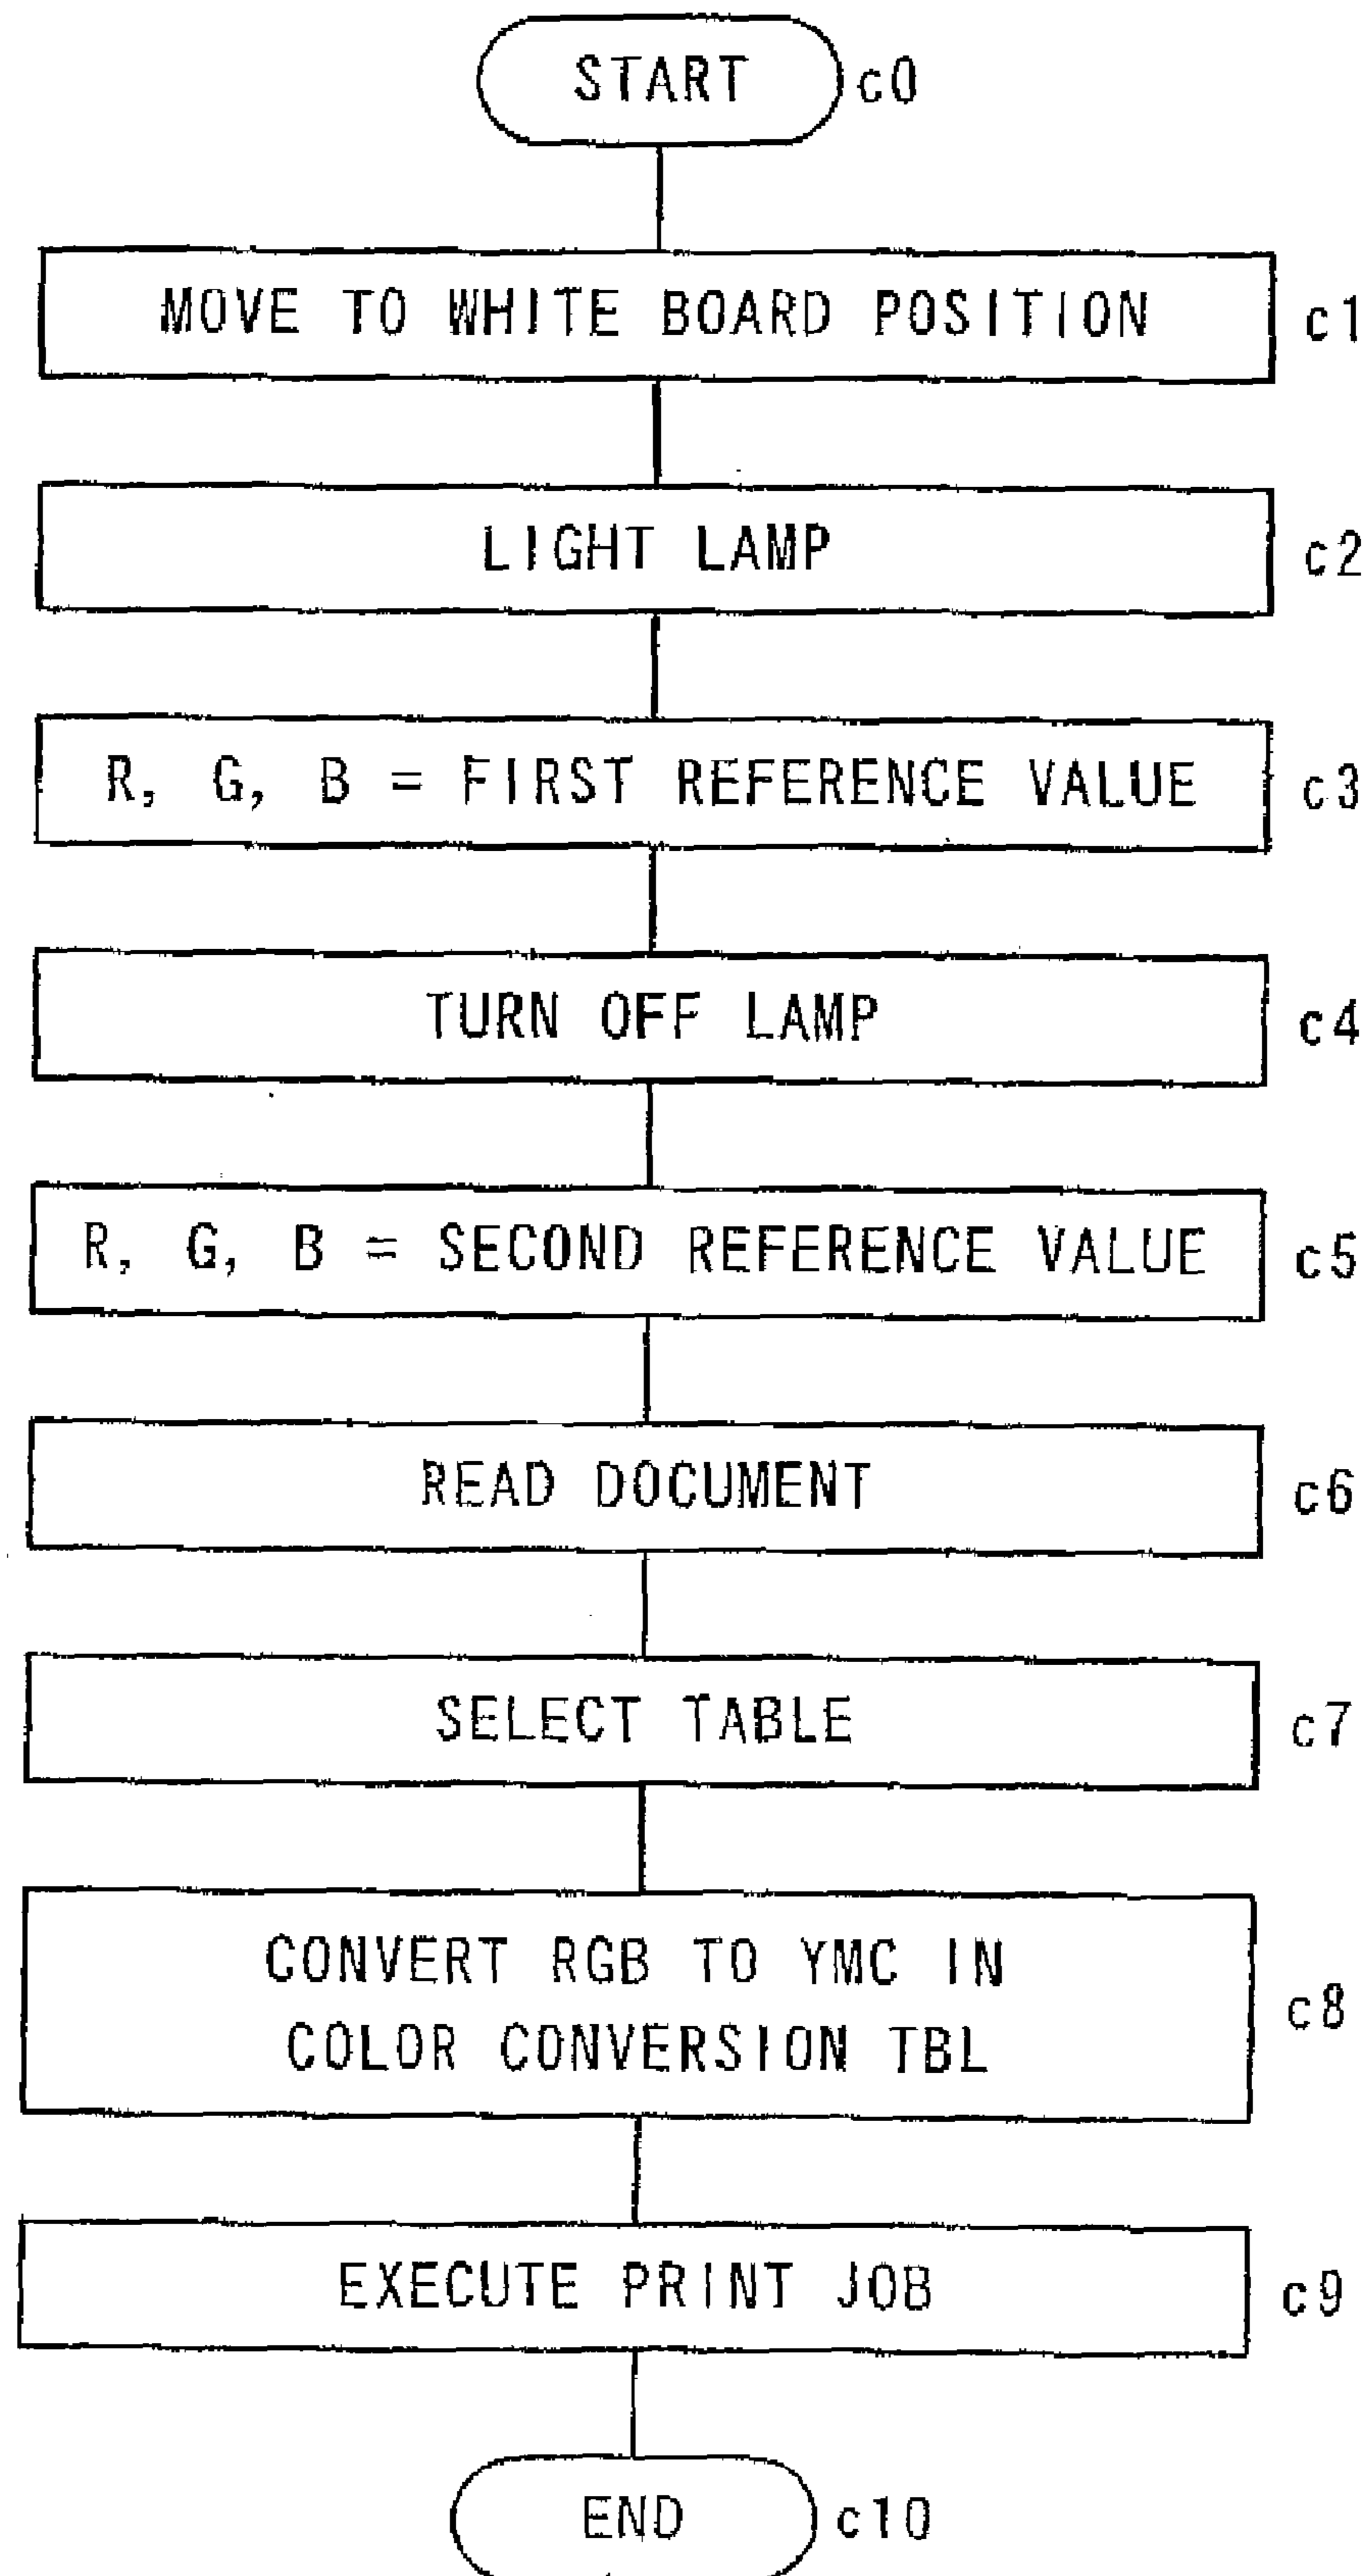 START c0
MOVE TO WHITE BOARD POSITION c1
LIGHT LAMP c2
R, G, B = FIRST REFERENCE VALUE c3
TURN OFF LAMP c4
R, G, B = SECOND REFERENCE VALUE c5
READ DOCUMENT c6
SELECT TABLE c7
CONVERT RGB TO YMC IN
COLOR CONVERSION TBL c8
EXECUTE PRINT JOB c9
END c10